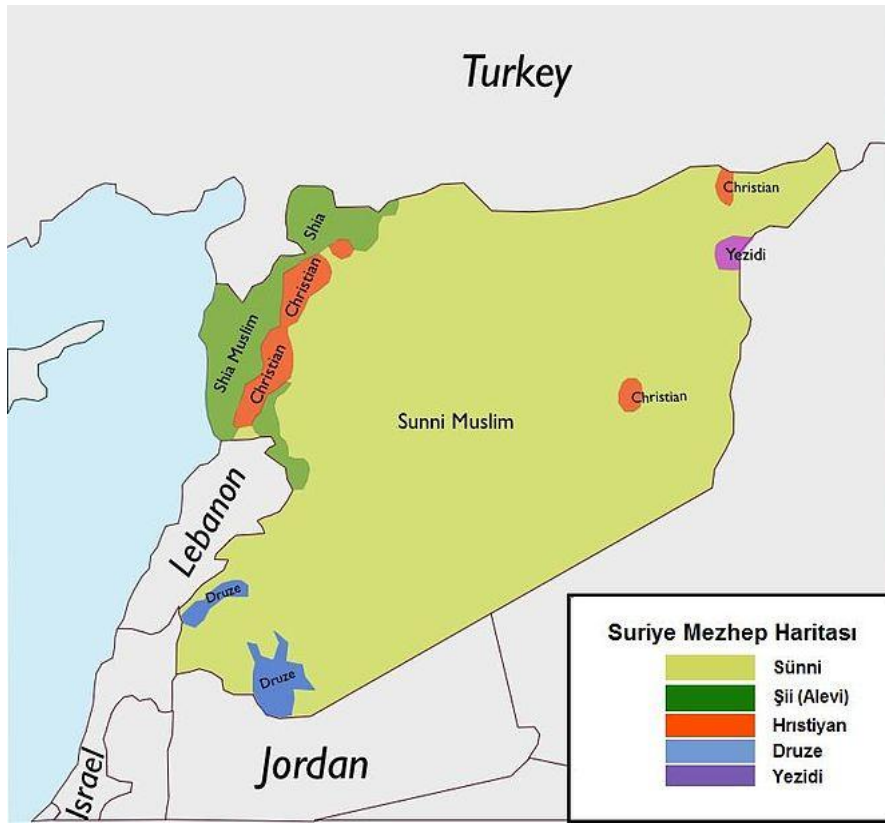 Turkey
Christian
Shia
Yezidi
Christian
Shia Muslim
Christian
Christian
Sunni Muslim
Lebanon
Druze
Druze
Israel
Jordan
Suriye Mezhep Haritası
Sünni
Şii (Alevi)
Hrıstiyan
Druze
Yezidi